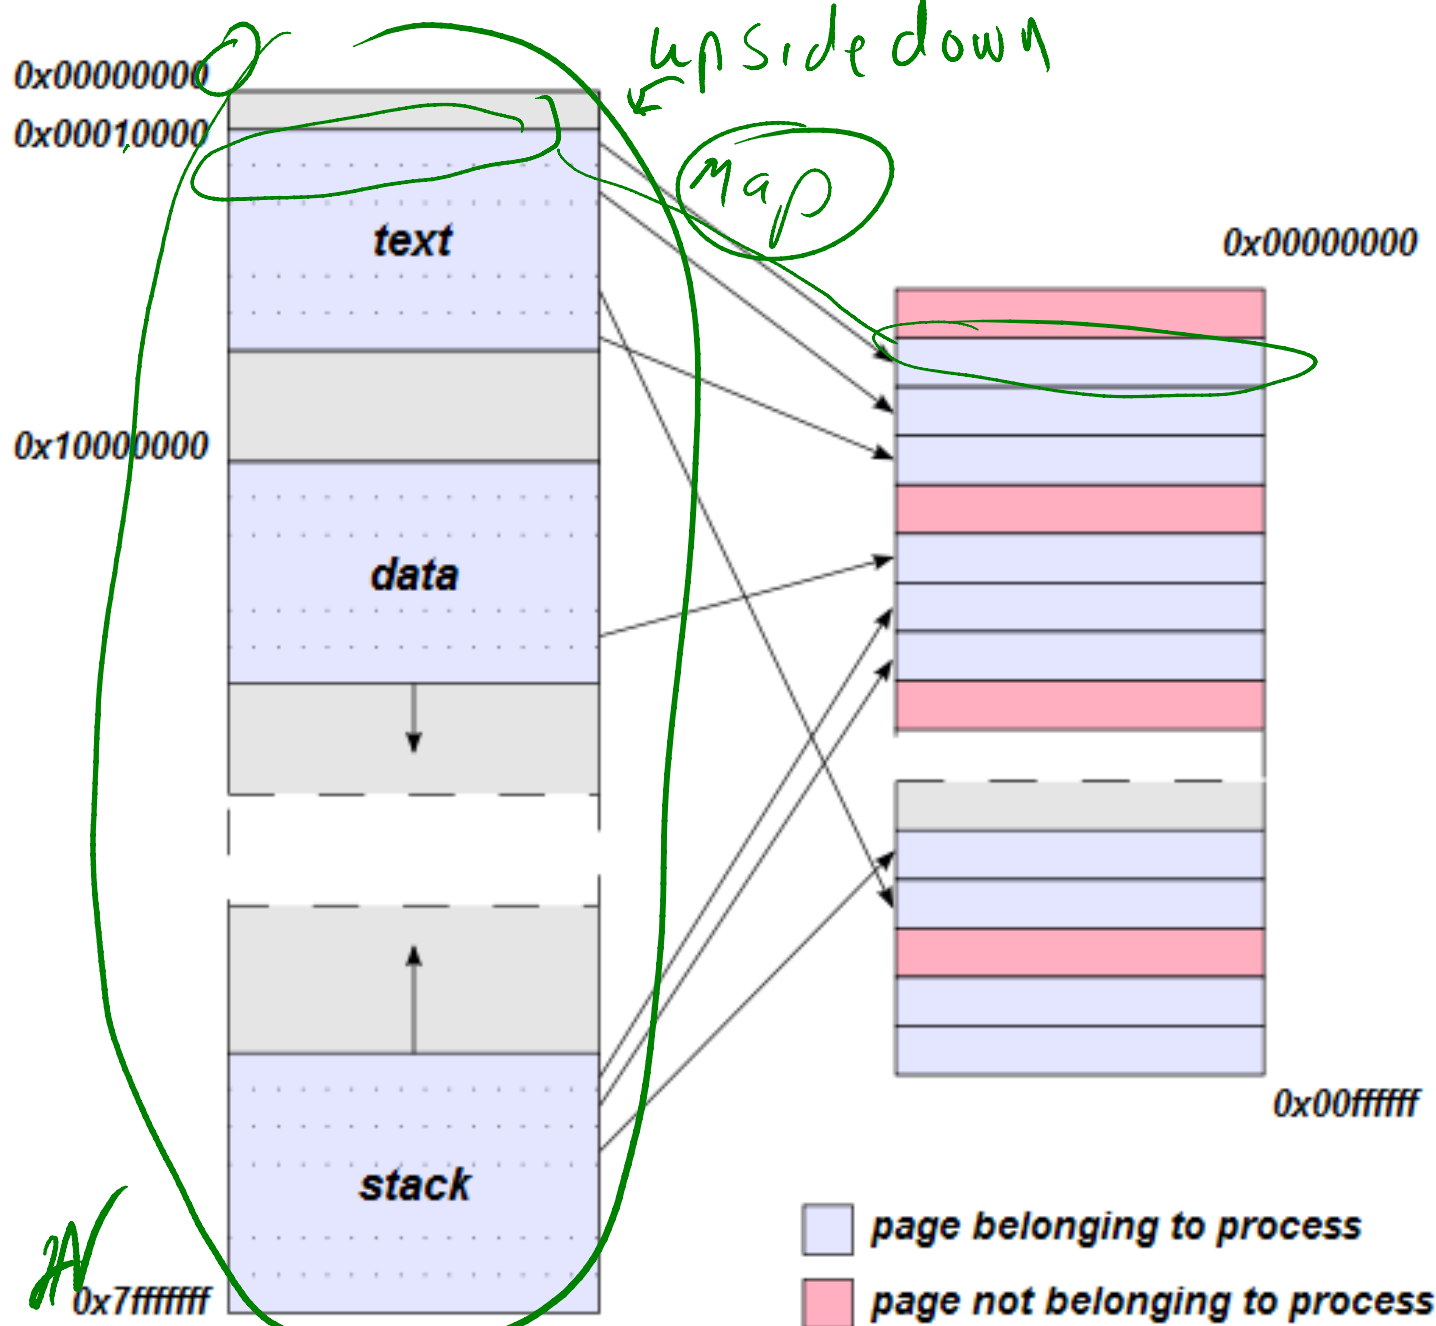 upside down
0x00000000
0x00010000
Map
text
0x00000000
0x10000000
data
0x00ffffff
stack
page belonging to process
0x7fffffff
page not belonging to process